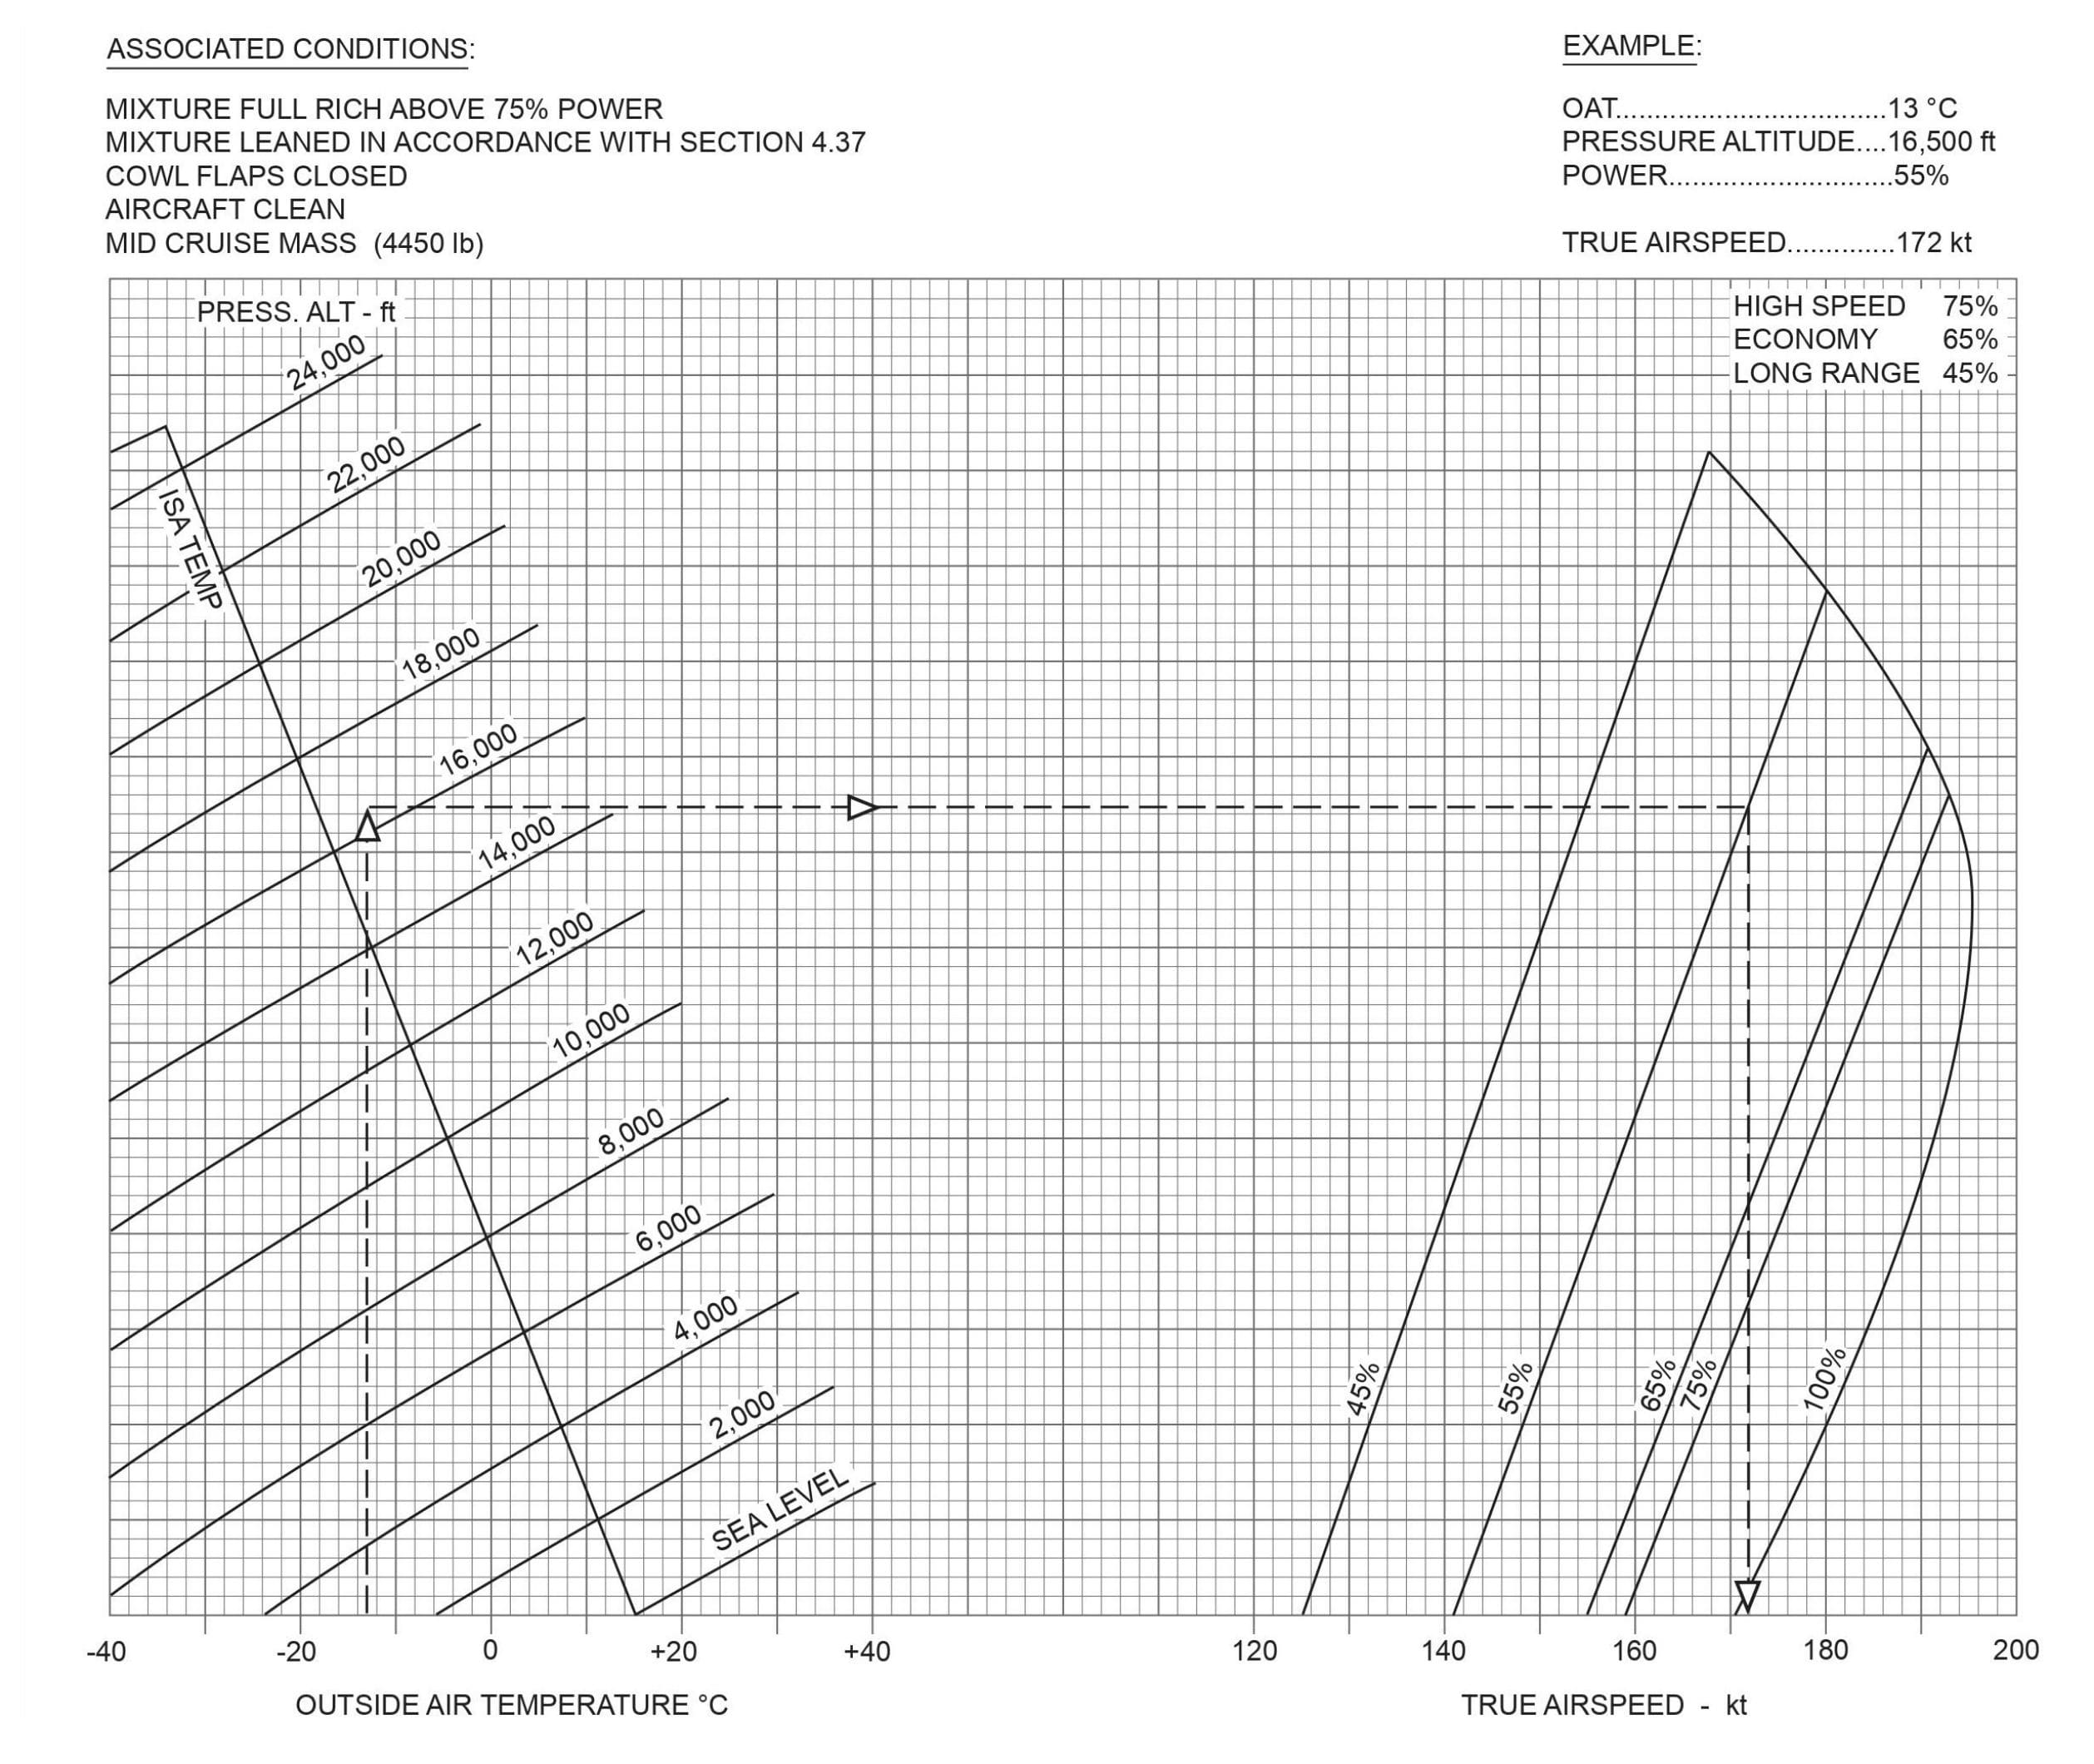 ASSOCIATED CONDITIONS:
MIXTURE FULL RICH ABOVE 75% POWER
MIXTURE LEANED IN ACCORDANCE WITH SECTION 4.37
COWL FLAPS CLOSED
AIRCRAFT CLEAN
MID CRUISE MASS (4450 lb)
EXAMPLE:
OAT...................................13 °C
PRESSURE ALTITUDE....16,500 ft
POWER.............................55%
TRUE AIRSPEED..............172 kt
PRESS. ALT - ft
24,000
22,000
20,000
18,000
16,000
14,000
12,000
10,000
8,000
6,000
4,000
2,000
SEA LEVEL
ISA TEMP
HIGH SPEED 75%
ECONOMY 65%
LONG RANGE 45%
45%
55%
65%
75%
100%
-40 -20 0 +20 +40
OUTSIDE AIR TEMPERATURE °C
120 140 160 180 200
TRUE AIRSPEED - kt